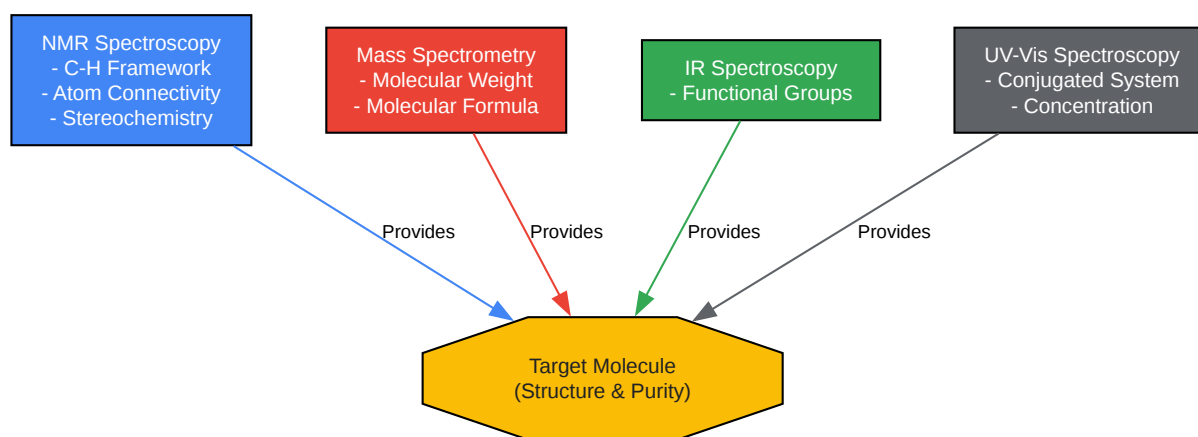 NMR Spectroscopy
- C-H Framework
- Atom Connectivity
- Stereochemistry
Mass Spectrometry
- Molecular Weight
- Molecular Formula
IR Spectroscopy
- Functional Groups
UV-Vis Spectroscopy
- Conjugated System
- Concentration
Provides
Provides
Provides
Provides
Target Molecule
(Structure & Purity)